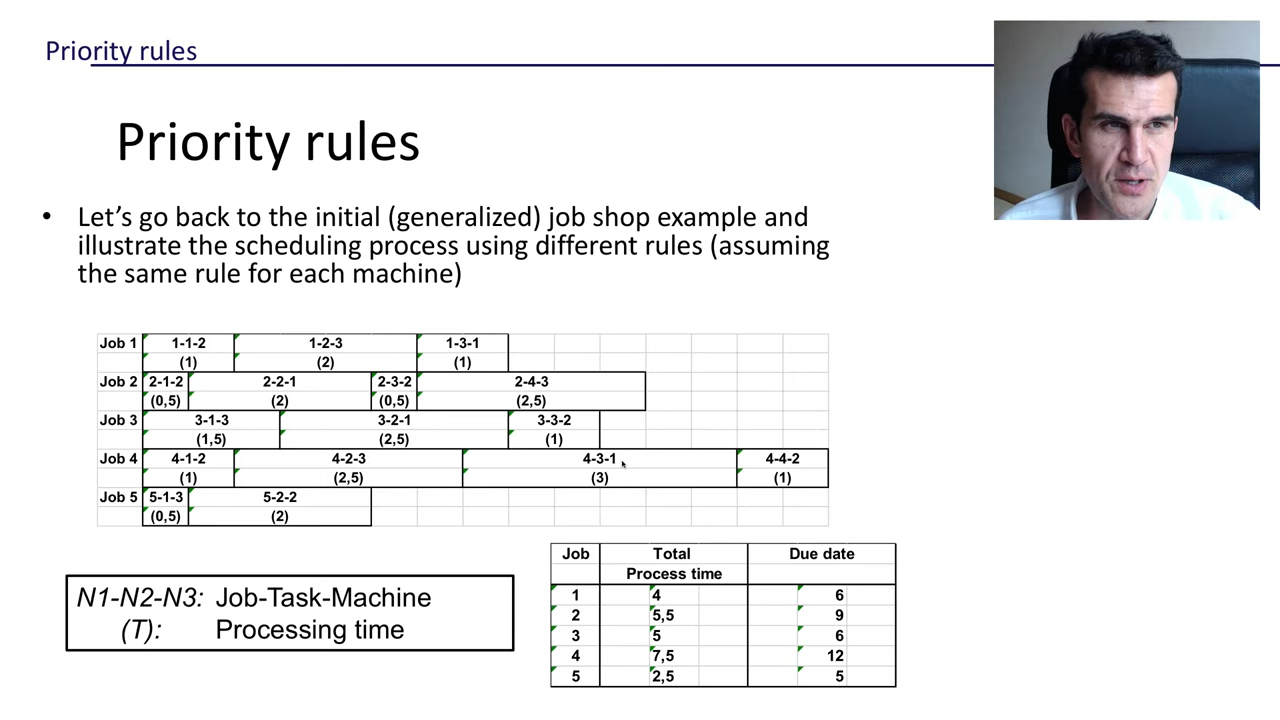 Priority rules
Priority rules
• Let's go back to the initial (generalized) job shop example and
illustrate the scheduling process using different rules (assuming
the same rule for each machine)
Job 1 1-1-2 1-2-3 1-3-1
(1) (2) (1)
Job 2 2-1-2 2-2-1 2-3-2 2-4-3
(0,5) (2) (0,5) (2,5)
Job 3 3-1-3 3-2-1 3-3-2
(1,5) (2,5) (1)
Job 4 4-1-2 4-2-3 4-3-1 4-4-2
(1) (2,5) (3) (1)
Job 5 5-1-3 5-2-2
(0,5) (2)
N1-N2-N3: Job-Task-Machine
(T): Processing time
Job Total Due date
Process time
1 4 6
2 5,5 9
3 5 6
4 7,5 12
5 2,5 5